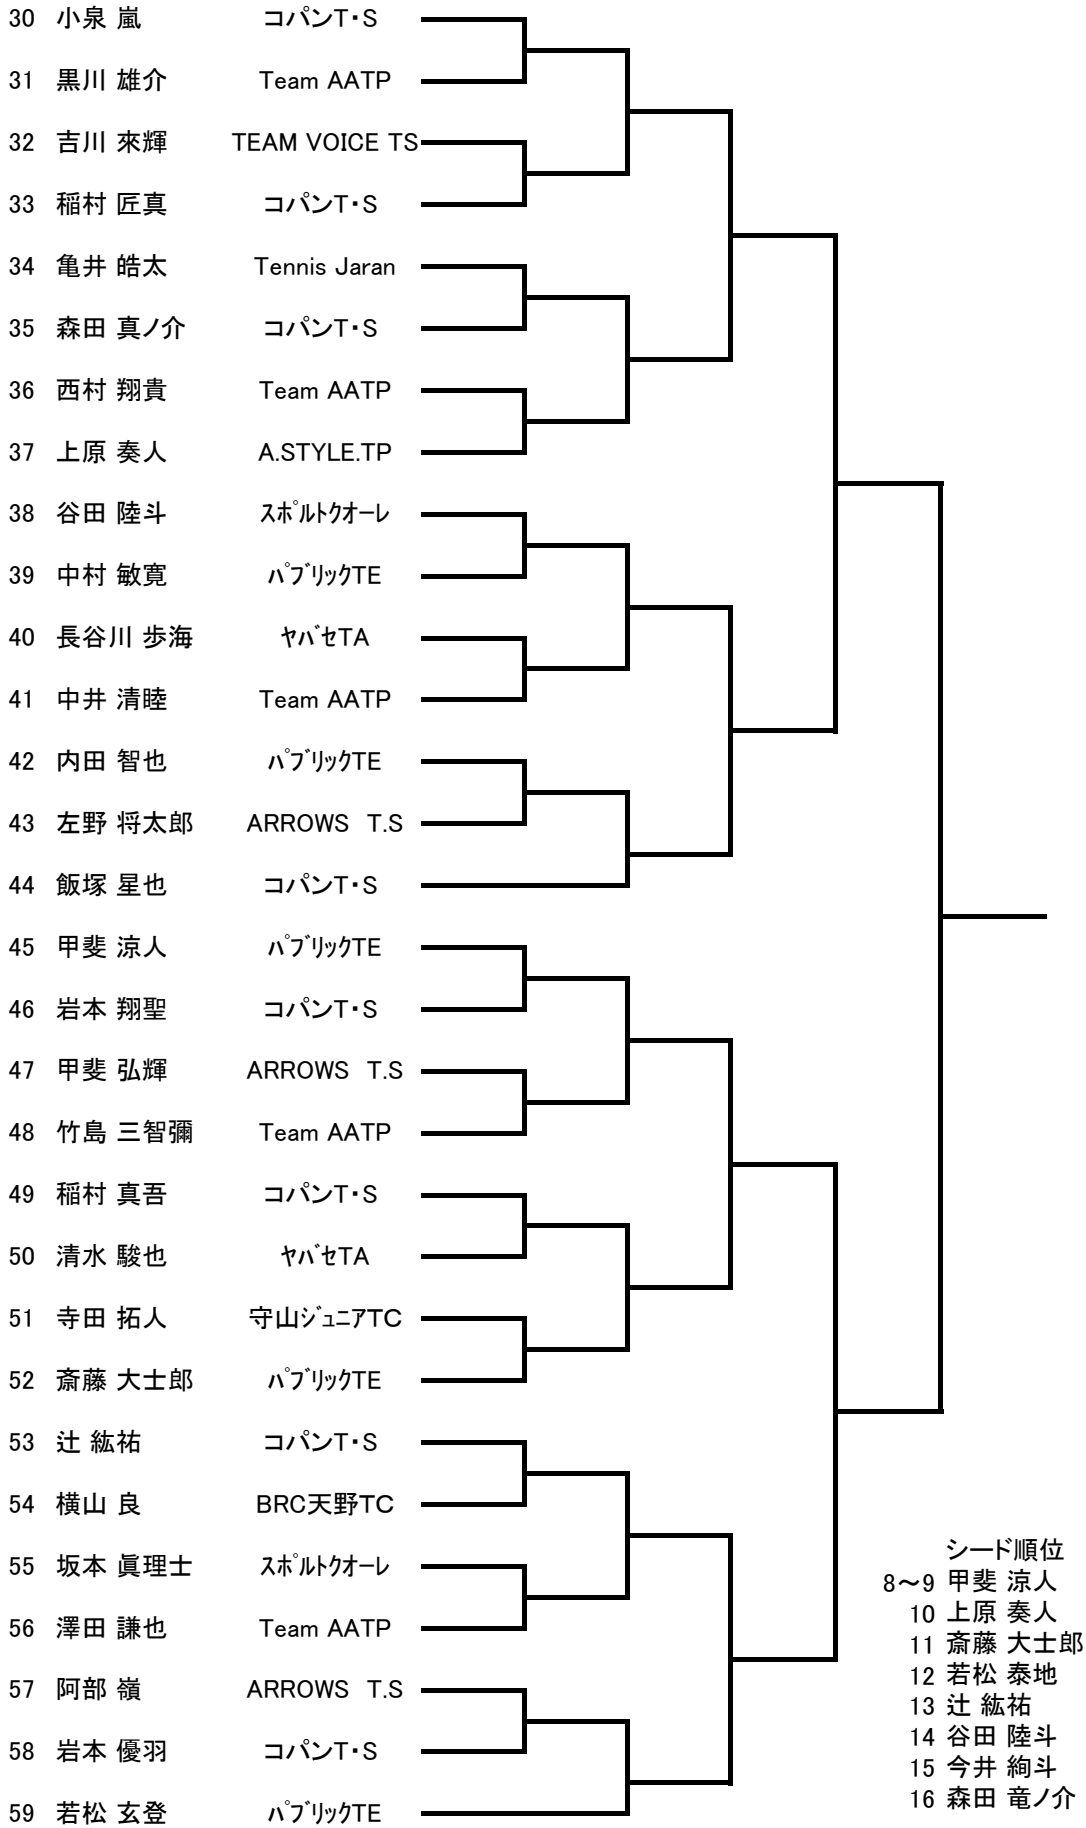 30 小泉 嵐 コパンT・S
31 黒川 雄介 Team AATP
32 吉川 來輝 TEAM VOICE TS
33 稲村 匠真 コパンT・S
34 亀井 皓太 Tennis Jaran
35 森田 真ノ介 コパンT・S
36 西村 翔貴 Team AATP
37 上原 奏人 A.STYLE.TP
38 谷田 陸斗 ｽﾎﾟﾙﾄクオーレ
39 中村 敏寛 ﾊﾟﾌﾞﾘｯｸTE
40 長谷川 歩海 ﾔﾊﾞｾTA
41 中井 清睦 Team AATP
42 内田 智也 ﾊﾟﾌﾞﾘｯｸTE
43 左野 将太郎 ARROWS　T.S
44 飯塚 星也 コパンT・S
45 甲斐 涼人 ﾊﾟﾌﾞﾘｯｸTE
46 岩本 翔聖 コパンT・S
47 甲斐 弘輝 ARROWS　T.S
48 竹島 三智彌 Team AATP
49 稲村 真吾 コパンT・S
50 清水 駿也 ﾔﾊﾞｾTA
51 寺田 拓人 守山ｼﾞｭﾆｱTC
52 斎藤 大士郎 ﾊﾟﾌﾞﾘｯｸTE
53 辻 紘祐 コパンT・S
54 横山 良 BRC天野TC
55 坂本 眞理士 ｽﾎﾟﾙﾄクオーレ
56 澤田 謙也 Team AATP
57 阿部 嶺 ARROWS　T.S
58 岩本 優羽 コパンT・S
59 若松 玄登 ﾊﾟﾌﾞﾘｯｸTE
シード順位
8～9 甲斐 涼人
10 上原 奏人
11 斎藤 大士郎
12 若松 泰地
13 辻 紘祐
14 谷田 陸斗
15 今井 絢斗
16 森田 竜ノ介